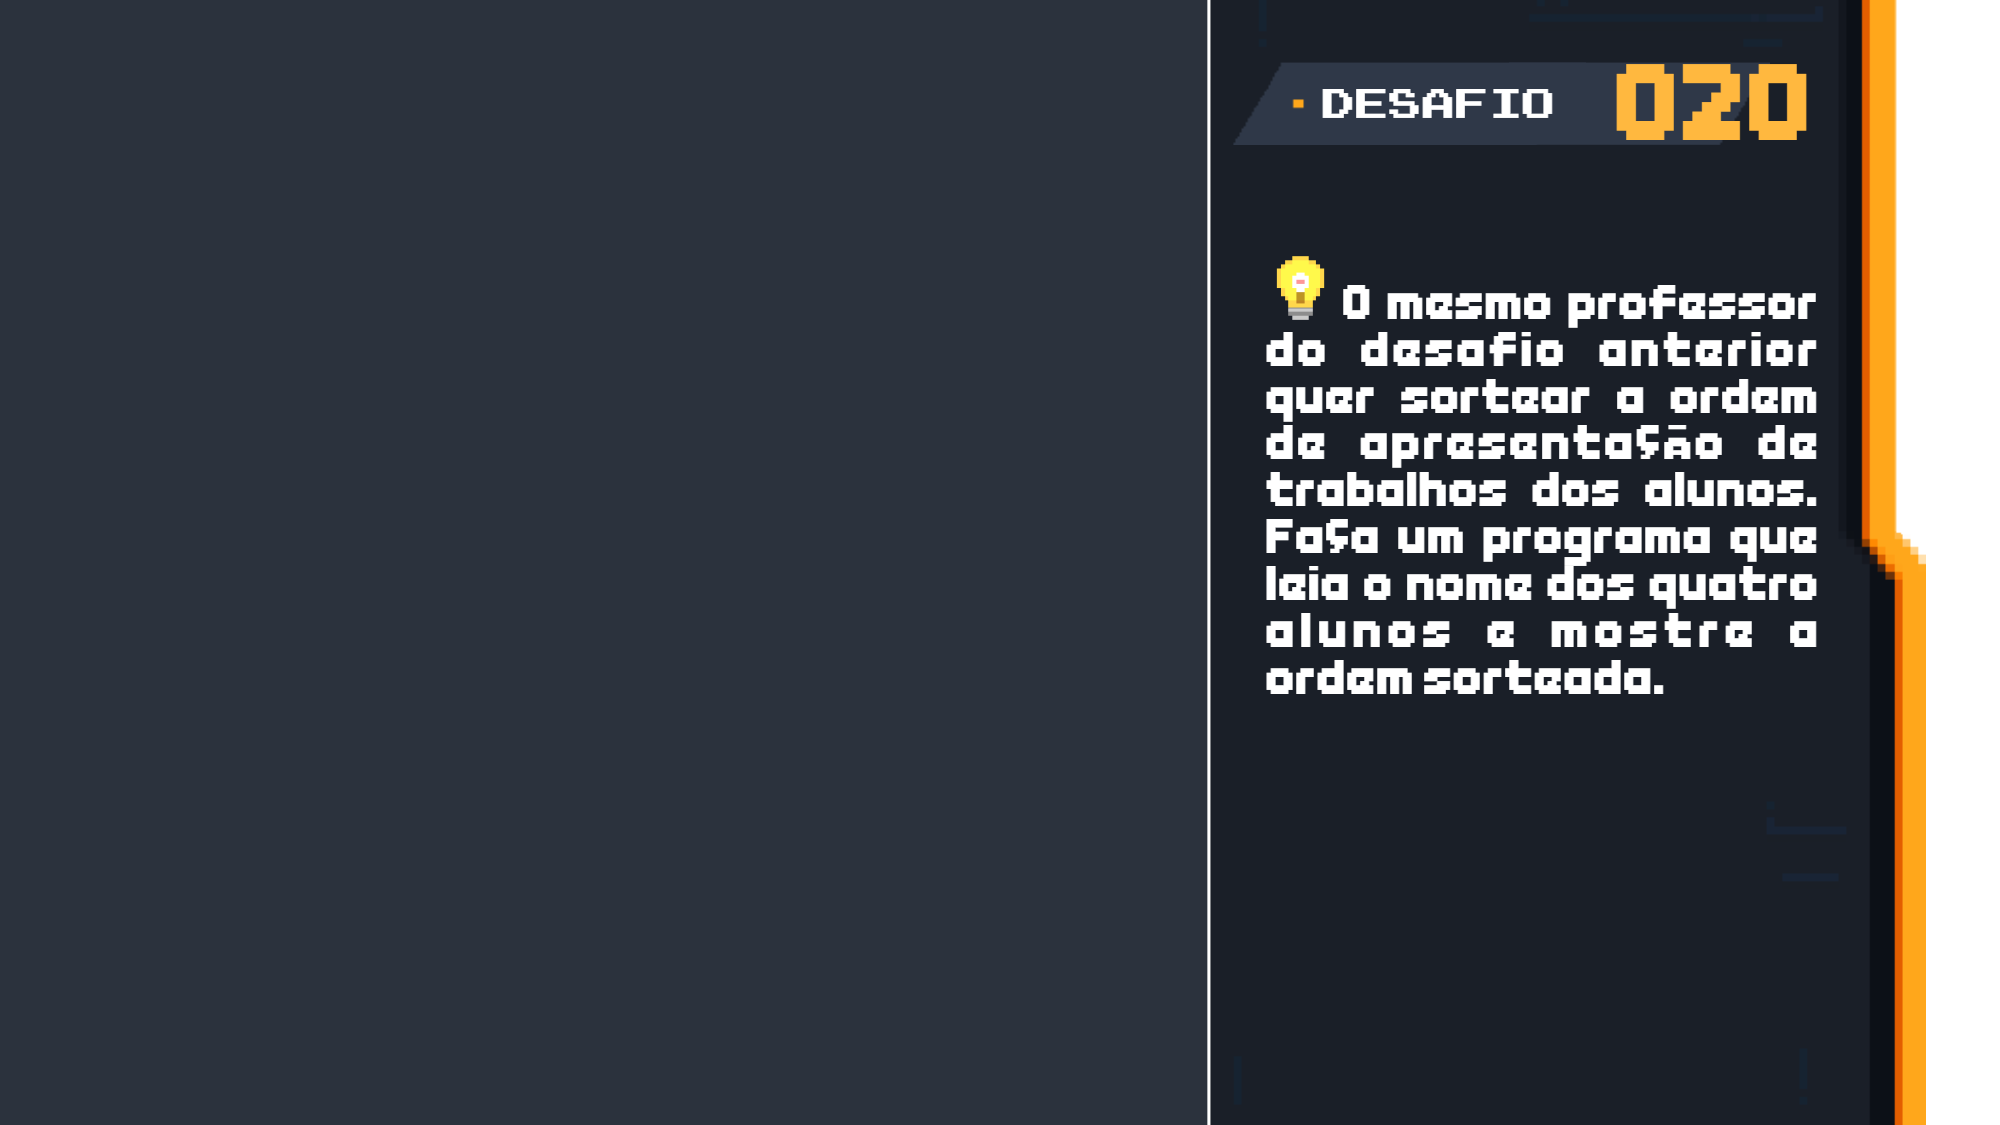 DESAFIO 020
O mesmo professor
do desafio anterior
quer sortear a ordem
de apresentação de
trabalhos dos alunos.
Faça um programa que
leia o nome dos quatro
alunos e mostre a
ordem sorteada.